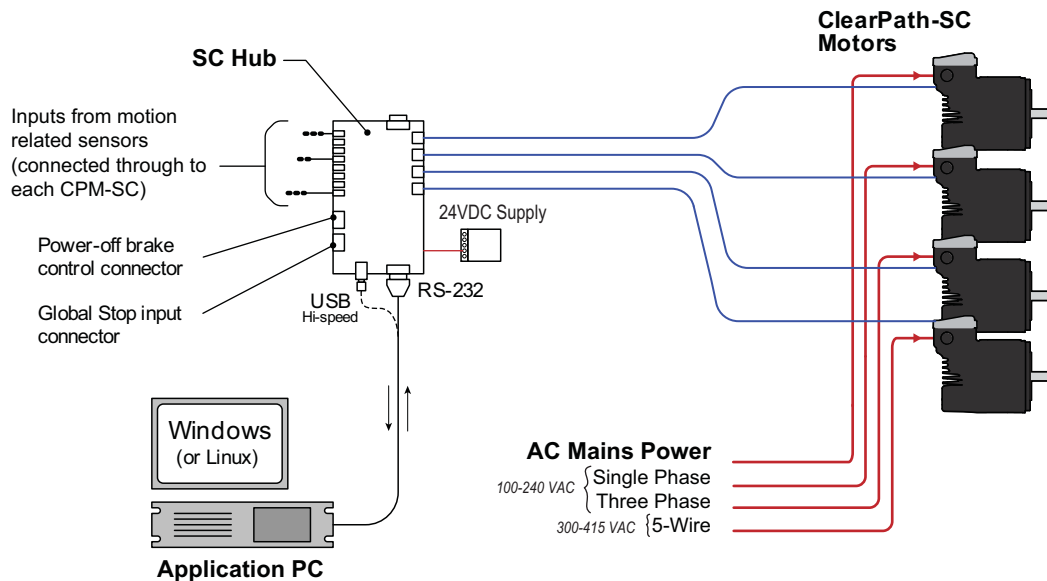 ClearPath-SC
Motors
SC Hub
Inputs from motion
related sensors
(connected through to
each CPM-SC)
24VDC Supply
Power-off brake
control connector
Global Stop input
connector
USB
Hi-speed
RS-232
Windows
(or Linux)
AC Mains Power
100-240 VAC
Single Phase
Three Phase
300-415 VAC
5-Wire
Application PC